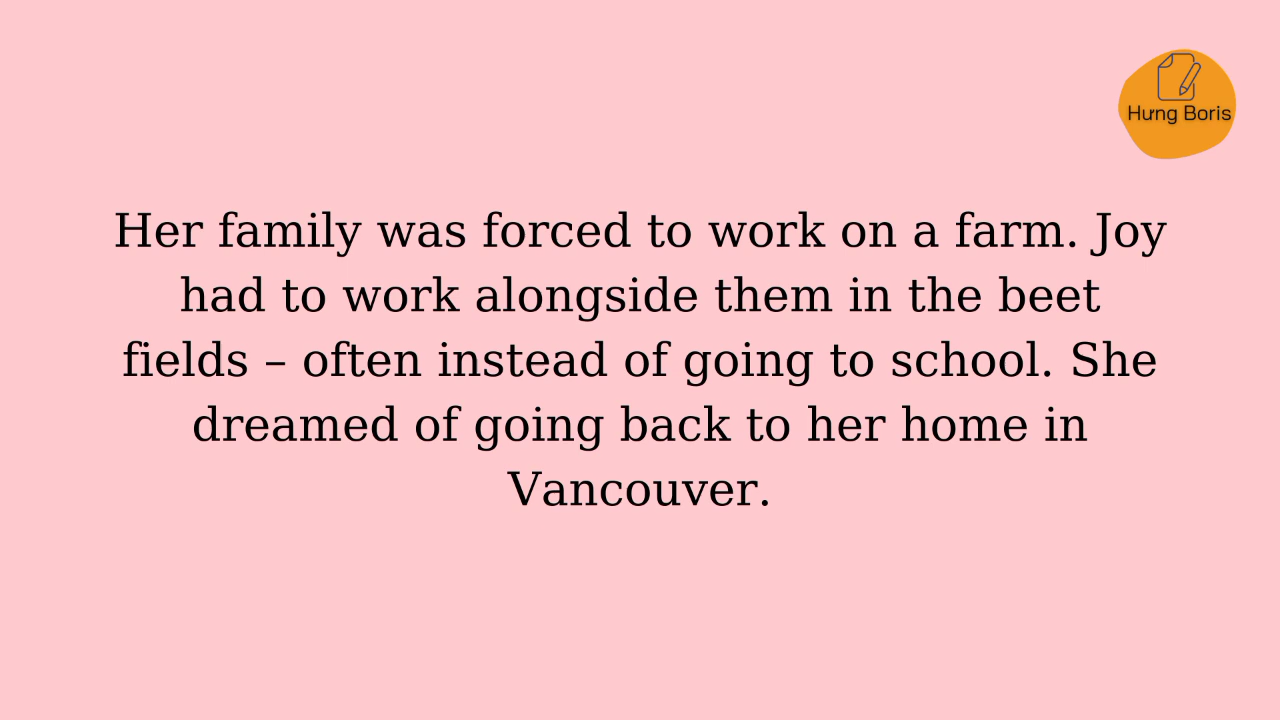 Hưng Boris
Her family was forced to work on a farm. Joy
had to work alongside them in the beet
fields – often instead of going to school. She
dreamed of going back to her home in
Vancouver.